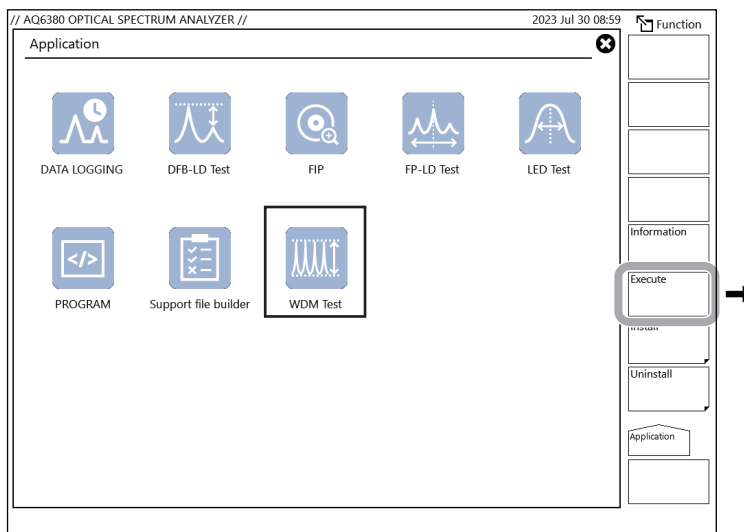 // AQ6380 OPTICAL SPECTRUM ANALYZER // 2023 Jul 30 08:59
Function
Application
DATA LOGGING DFB-LD Test FIP FP-LD Test LED Test
</>
PROGRAM Support file builder WDM Test
Information
Execute
Install
Uninstall
Application